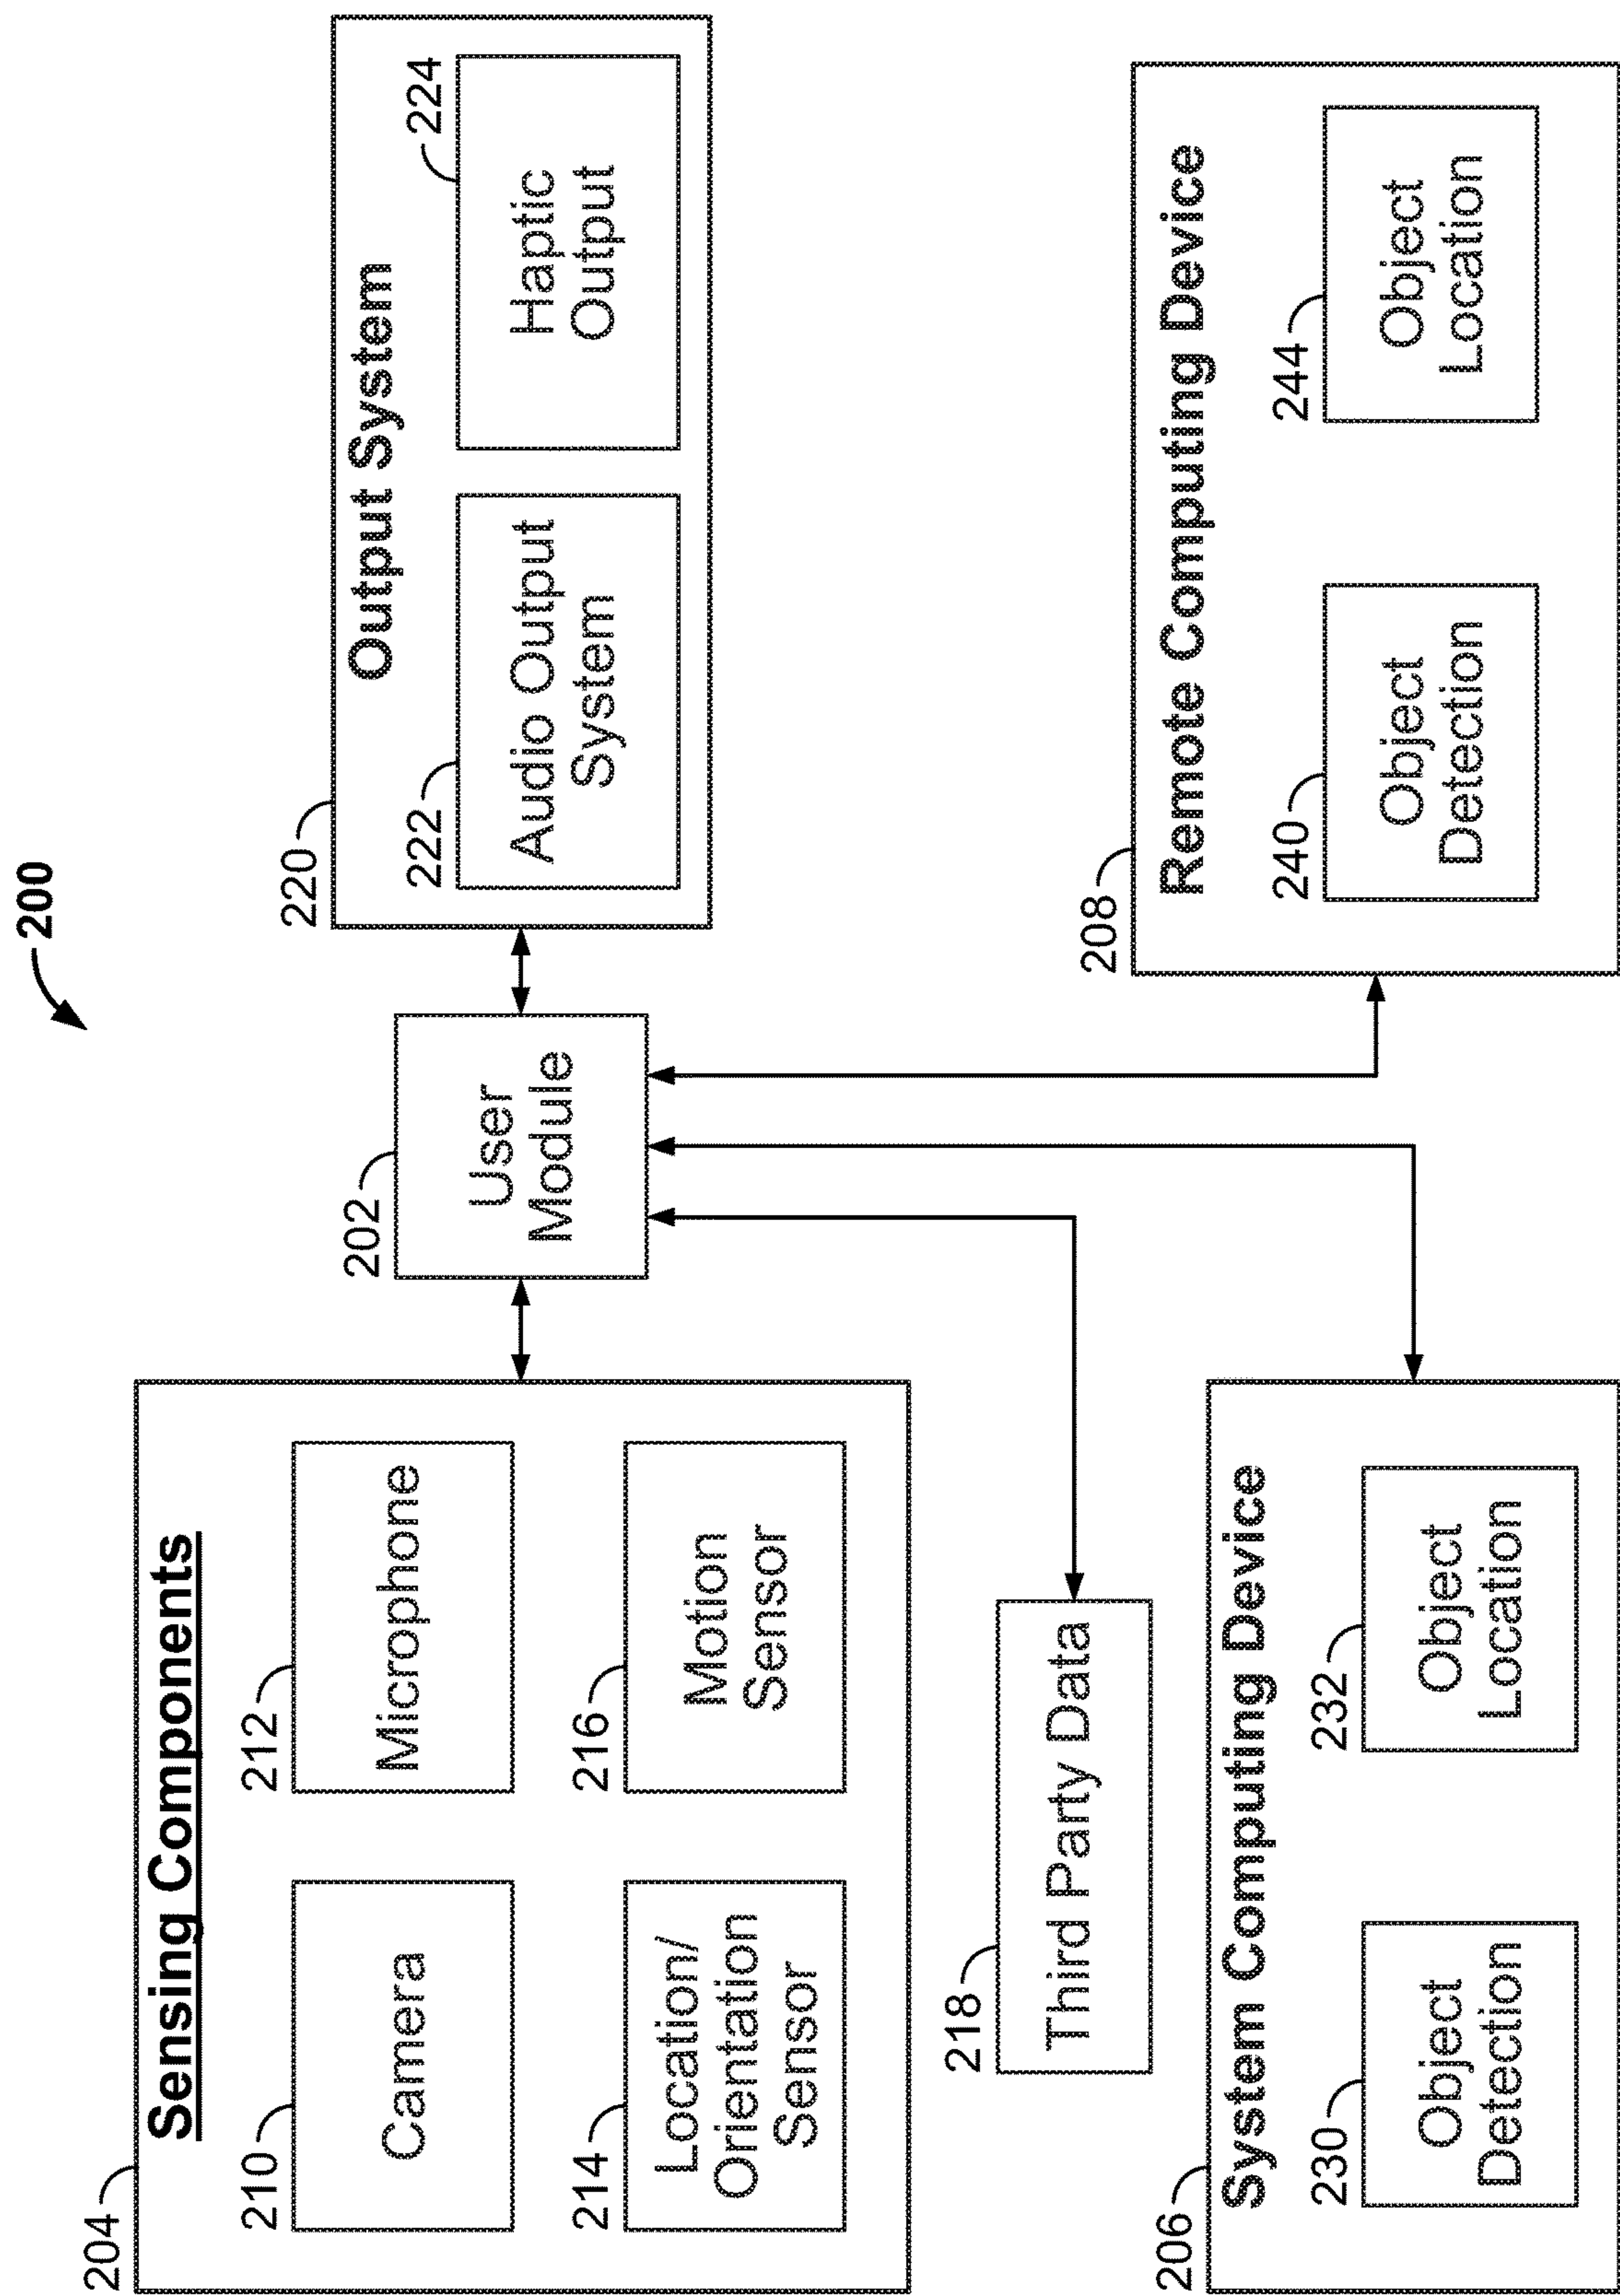 200
204
Sensing Components
210
Camera
212
Microphone
214
Location/
Orientation
Sensor
216
Motion
Sensor
202
User
Module
220
Output System
222
Audio Output
System
224
Haptic
Output
218
Third Party Data
206
System Computing Device
230
Object
Detection
232
Object
Location
208
Remote Computing Device
240
Object
Detection
244
Object
Location